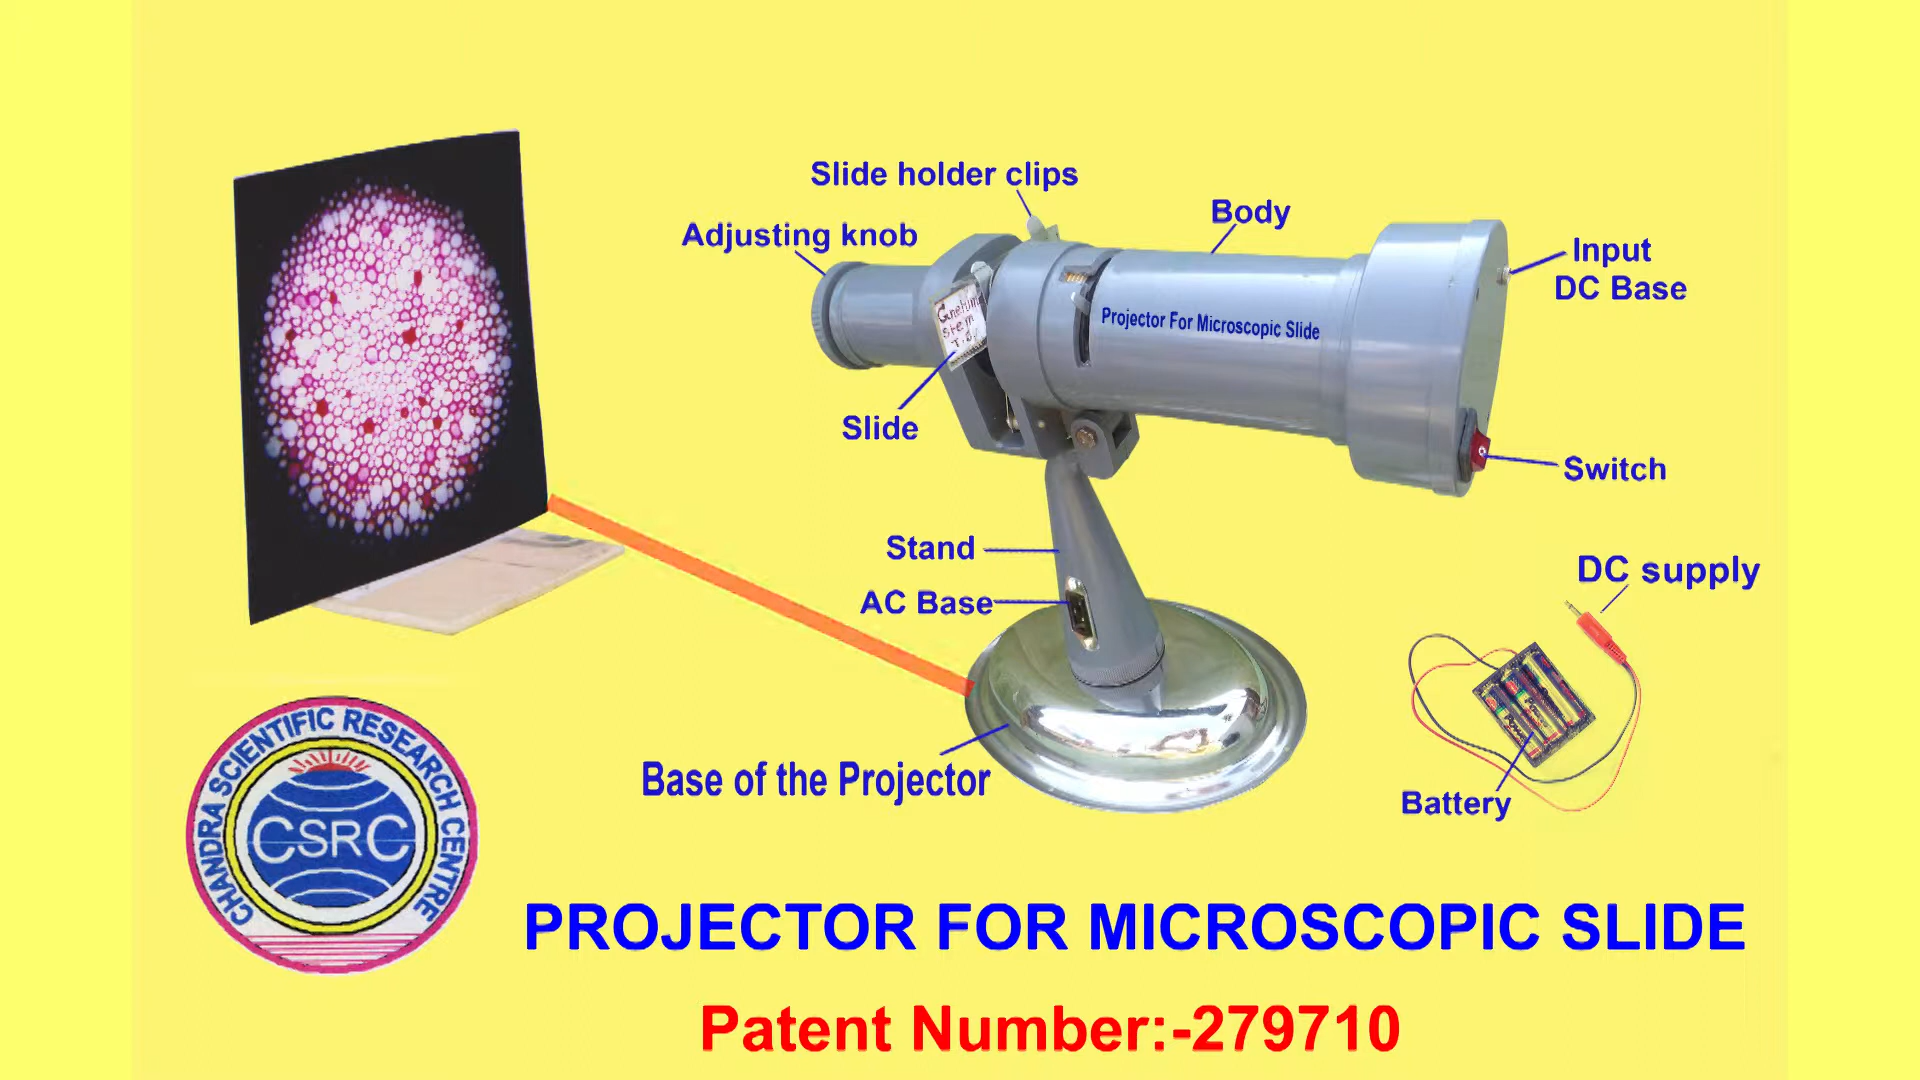 Slide holder clips
Adjusting knob
Body
Input
DC Base
Projector For Microscopic Slide
Slide
Switch
Stand
AC Base
DC supply
Base of the Projector
Battery
CHANDRA SCIENTIFIC RESEARCH CENTRE
CSRC
PROJECTOR FOR MICROSCOPIC SLIDE
Patent Number:-279710
stem